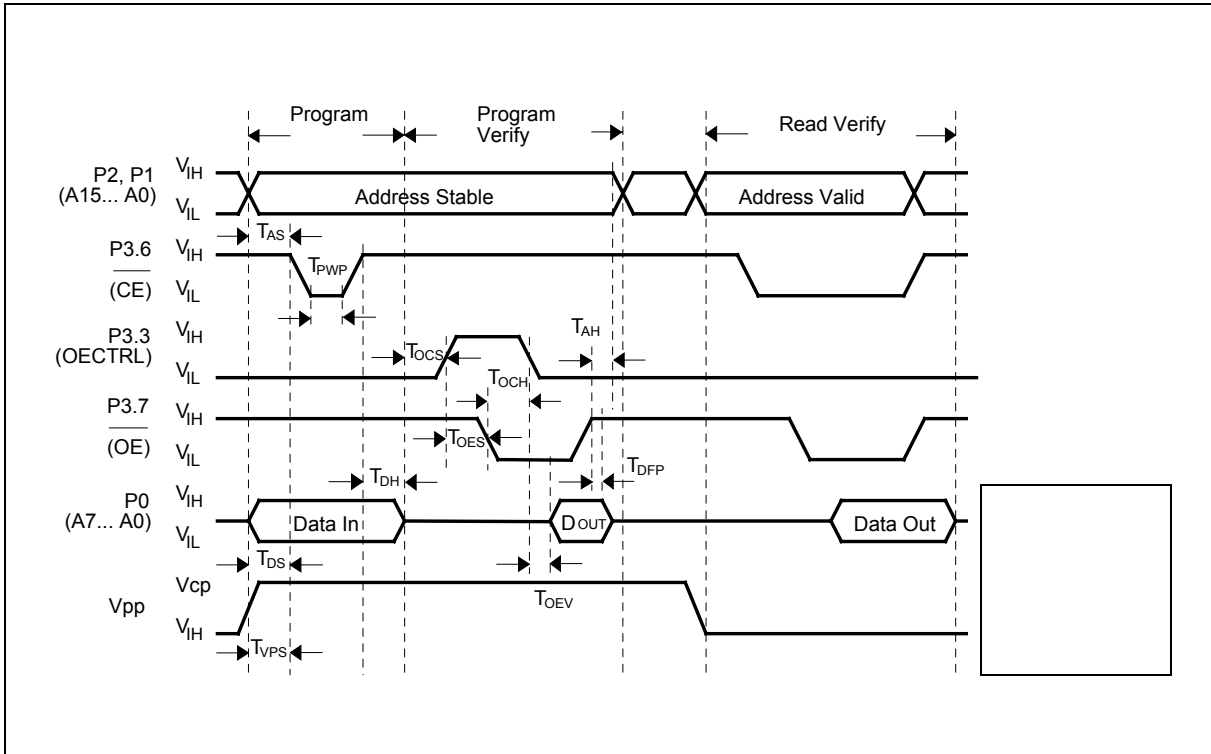 Program
Program
Verify
Read Verify
P2, P1
(A15... A0)
VIH
VIL
Address Stable
Address Valid
TAS
P3.6
(CE)
VIH
VIL
TPWP
P3.3
(OECTRL)
VIH
VIL
TOCS
TAH
TOCH
P3.7
(OE)
VIH
VIL
TOES
TDFP
TDH
P0
(A7... A0)
VIH
VIL
Data In
DOUT
Data Out
TDS
TOEV
Vpp
Vcp
VIH
TVPS